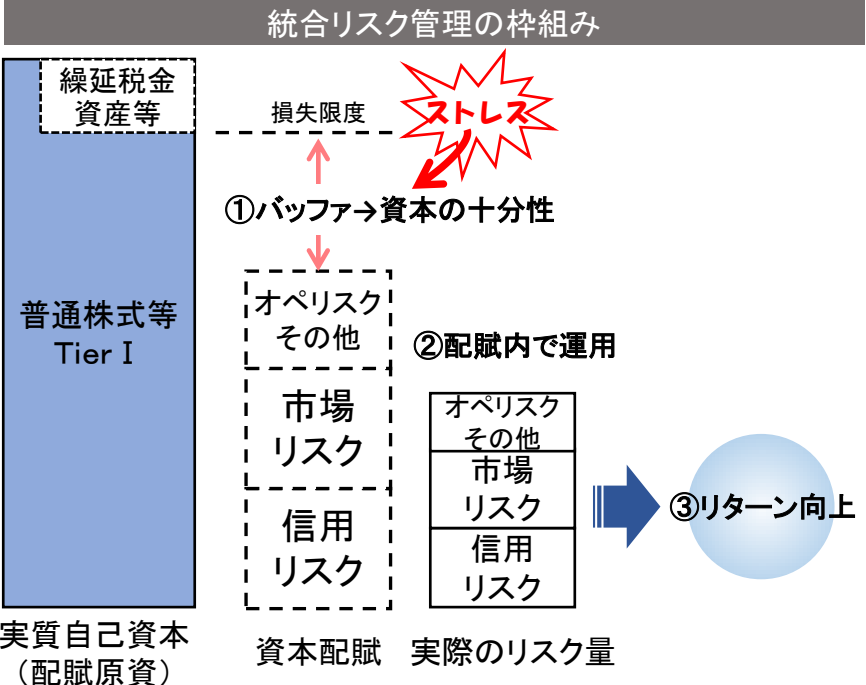 統合リスク管理の枠組み
繰延税金
資産等
損失限度
ストレス
①バッファ→資本の十分性
普通株式等
Tier I
オペリスク
その他
市場
リスク
信用
リスク
②配賦内で運用
オペリスク
その他
市場
リスク
信用
リスク
③リターン向上
実質自己資本
（配賦原資）
資本配賦
実際のリスク量